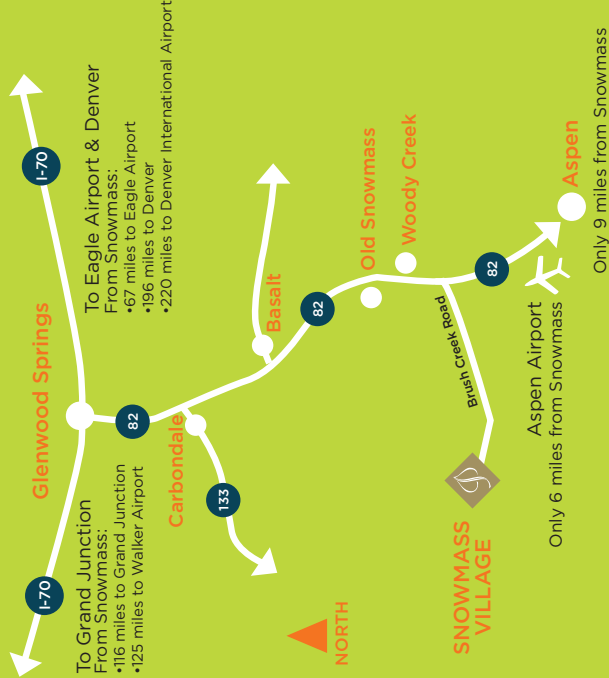 I-70
Glenwood Springs
I-70
To Grand Junction
From Snowmass:
•116 miles to Grand Junction
•125 miles to Walker Airport
To Eagle Airport & Denver
From Snowmass:
•67 miles to Eagle Airport
•196 miles to Denver
•220 miles to Denver International Airport
82
Carbondale
133
Basalt
82
NORTH
Old Snowmass
Woody Creek
Brush Creek Road
SNOWMASS
VILLAGE
82
Aspen Airport
Only 6 miles from Snowmass
Aspen
Only 9 miles from Snowmass